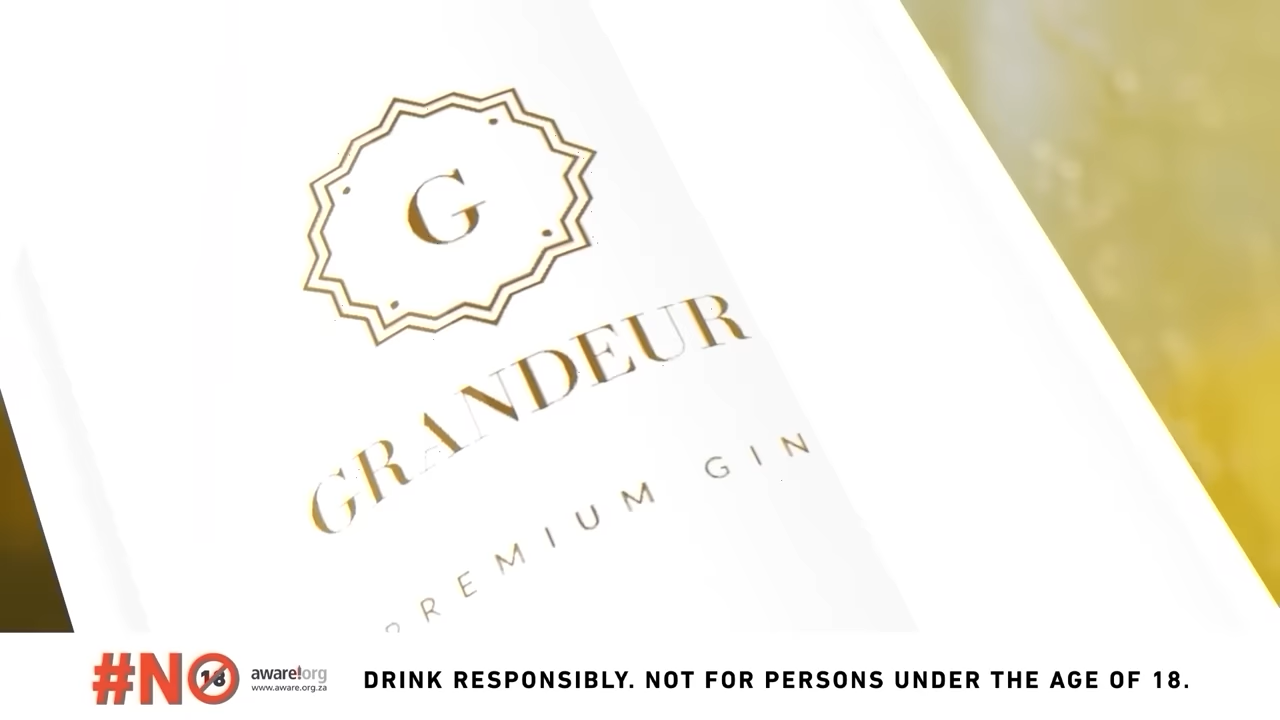 G
GRANDEUR
PREMIUM GIN
#NO 18
aware!org
www.aware.org.za
DRINK RESPONSIBLY. NOT FOR PERSONS UNDER THE AGE OF 18.